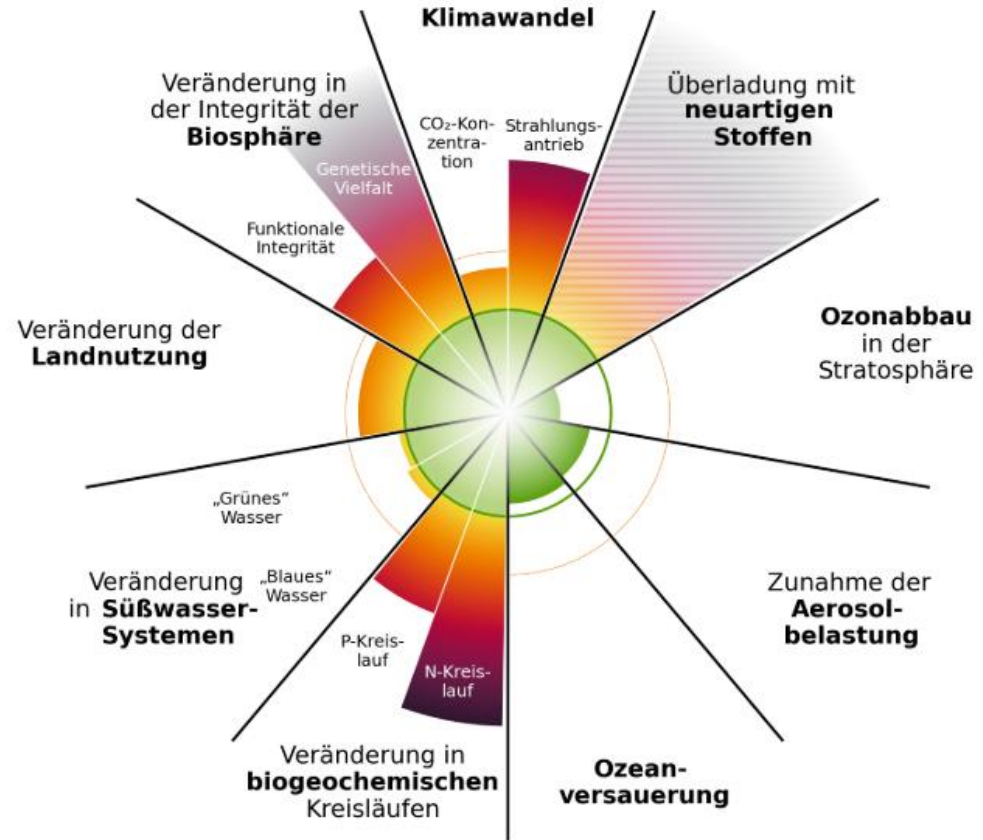 Klimawandel
CO₂-Kon-
zentra-
tion
Strahlungs-
antrieb
Überladung mit
neuartigen
Stoffen
Ozonabbau
in der
Stratosphäre
Zunahme der
Aerosol-
belastung
Ozean-
versauerung
Veränderung in
biogeochemischen
Kreisläufen
N-Kreis-
lauf
P-Kreis-
lauf
Veränderung
in Süßwasser-
Systemen
„Blaues“
Wasser
„Grünes“
Wasser
Veränderung der
Landnutzung
Veränderung in
der Integrität der
Biosphäre
Funktionale
Integrität
Genetische
Vielfalt